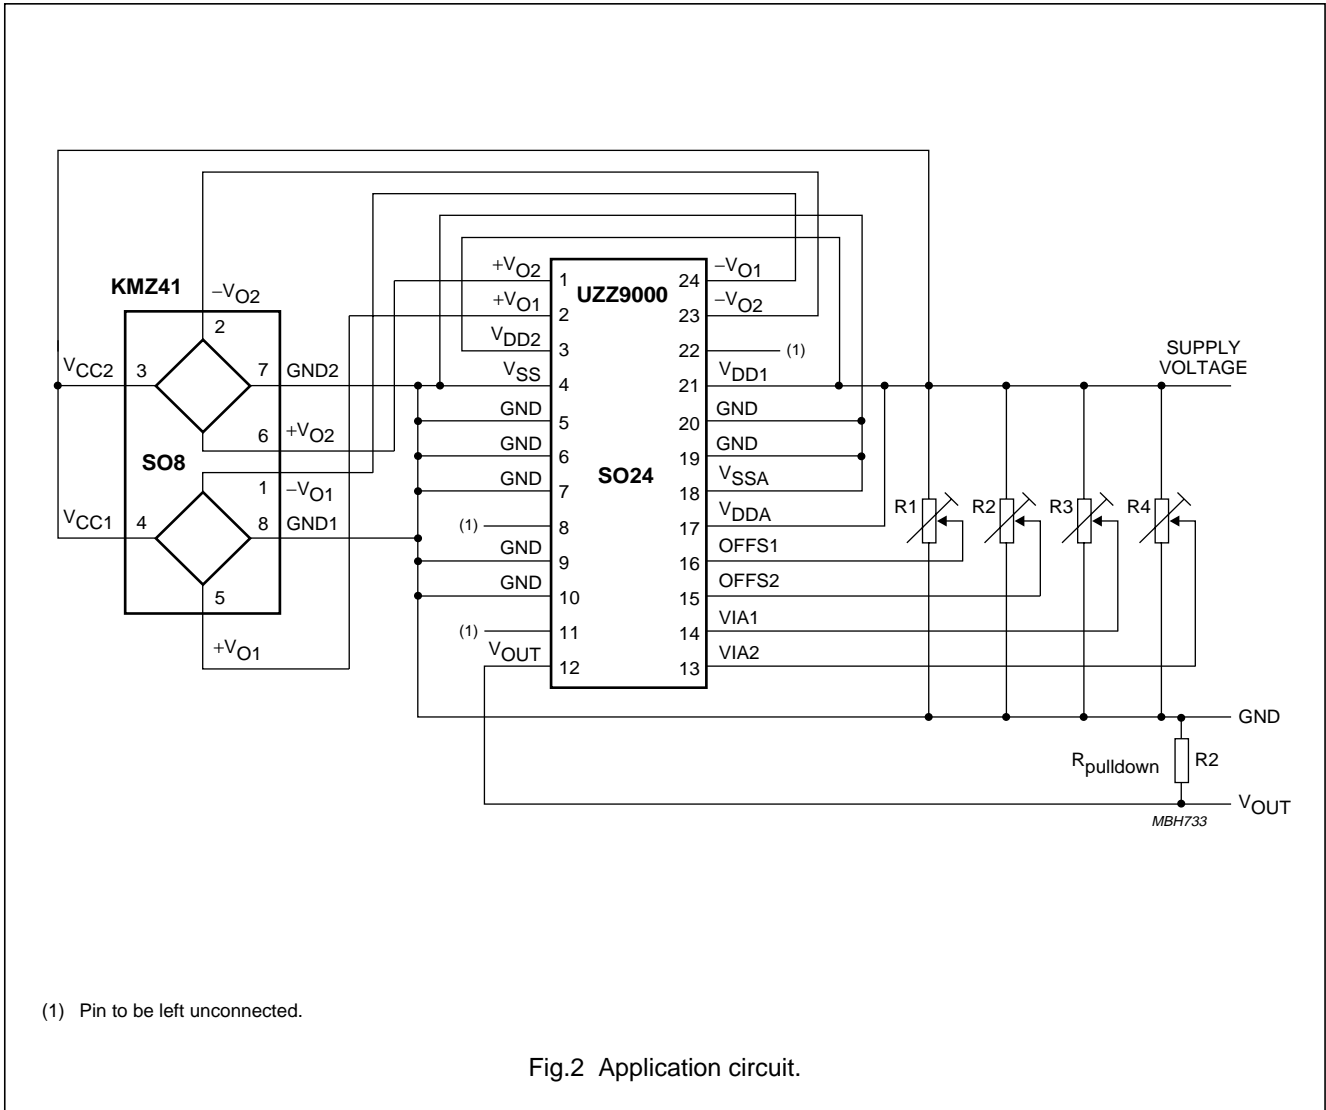 KMZ41
SO8
−VO2
2
VCC2
3
7
GND2
6
+VO2
1
−VO1
VCC1
4
8
GND1
5
+VO1
UZZ9000
SO24
+VO2
1
+VO1
2
VDD2
3
VSS
4
GND
5
GND
6
GND
7
(1)
8
GND
9
GND
10
(1)
11
VOUT
12
24
−VO1
23
−VO2
22
(1)
21
VDD1
20
GND
19
GND
18
VSSA
17
VDDA
16
OFFS1
15
OFFS2
14
VIA1
13
VIA2
SUPPLY
VOLTAGE
R1
R2
R3
R4
GND
Rpulldown
R2
VOUT
MBH733
(1) Pin to be left unconnected.
Fig.2 Application circuit.